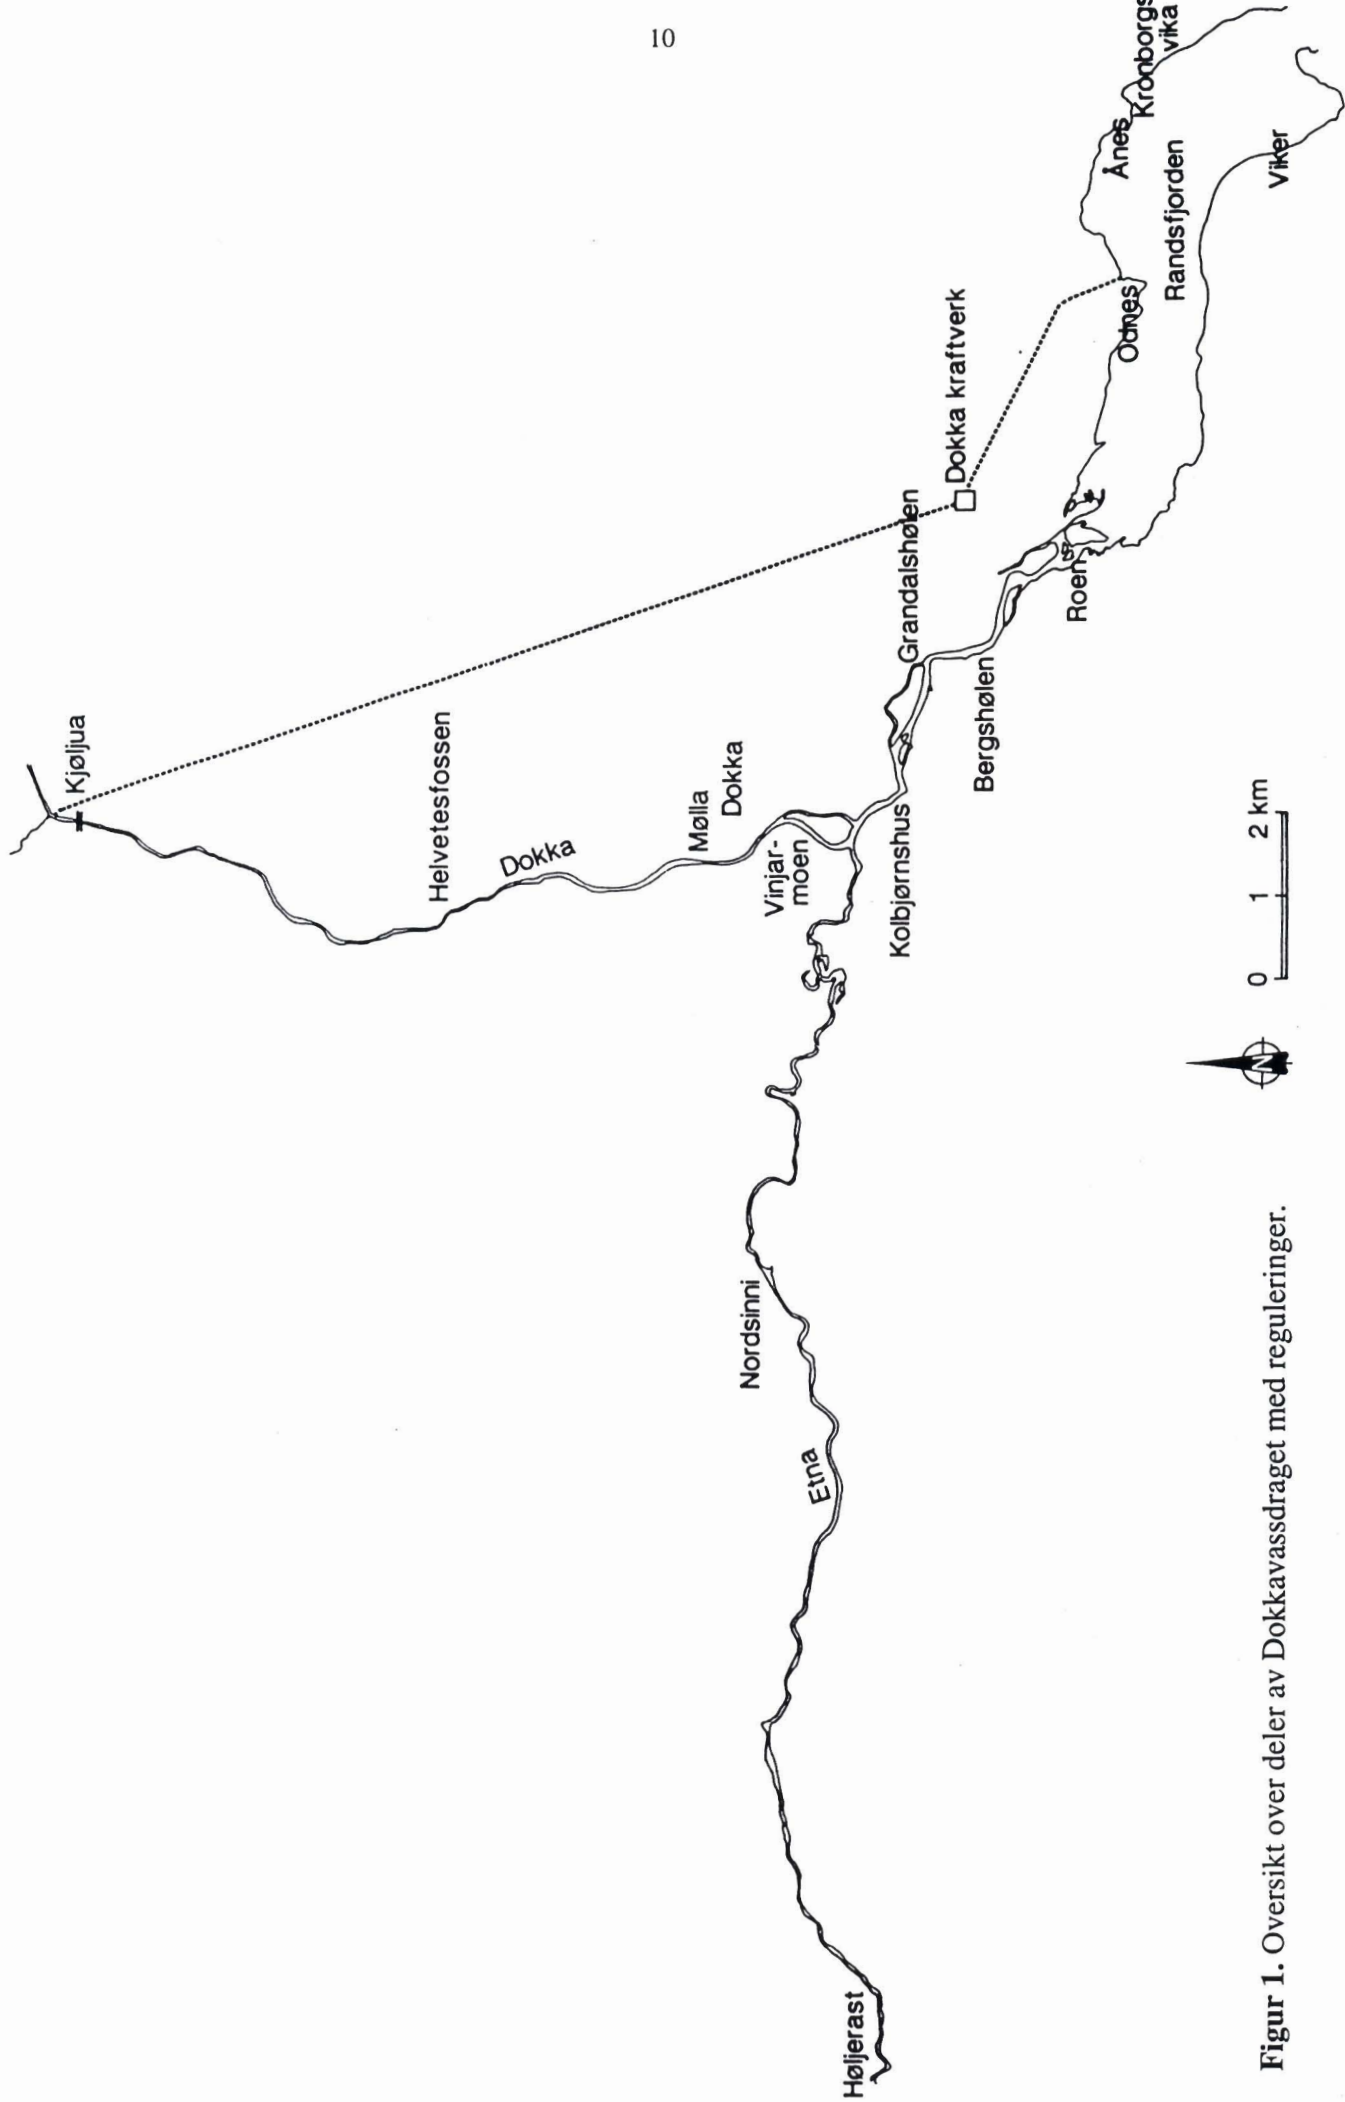 10
Kjøljua
Helvetesfossen
Dokka
Mølla
Dokka
Vinjar-
moen
Kolbjørnshus
Grandalshølen
Dokka kraftverk
Bergshølen
Roen
Odnes
Randsfjorden
Ånes
Kronborgs
vika
Viker
Nordsinni
Etna
Høljerast
N
0 1 2 km
Figur 1. Oversikt over deler av Dokkavassdraget med reguleringer.